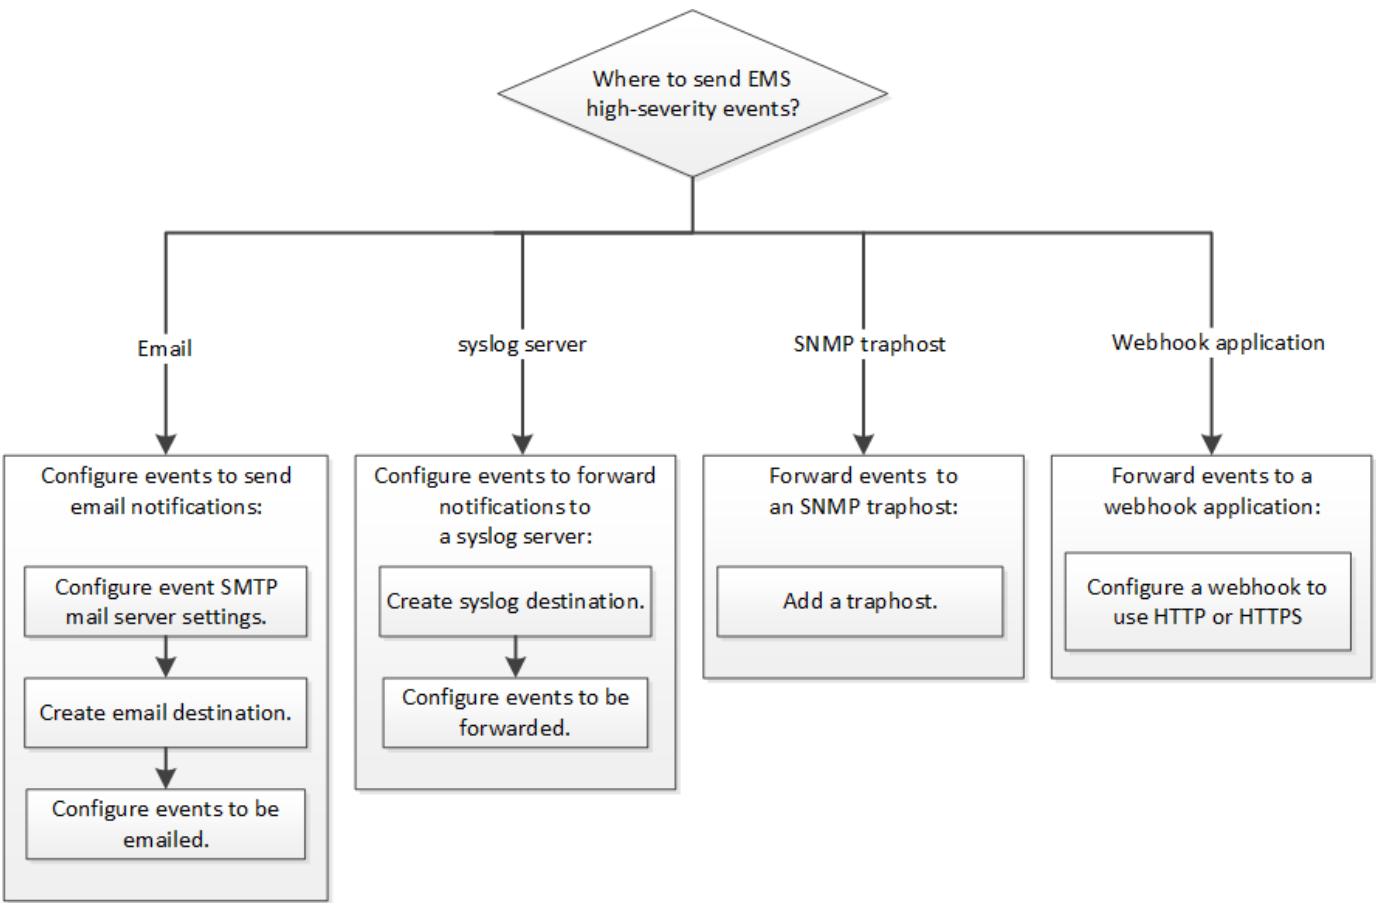 Where to send EMS
high-severity events?
Email
syslog server
SNMP traphost
Webhook application
Configure events to send
email notifications:
Configure event SMTP
mail server settings.
Create email destination.
Configure events to be
emailed.
Configure events to forward
notifications to
a syslog server:
Create syslog destination.
Configure events to be
forwarded.
Forward events to
an SNMP traphost:
Add a traphost.
Forward events to a
webhook application:
Configure a webhook to
use HTTP or HTTPS